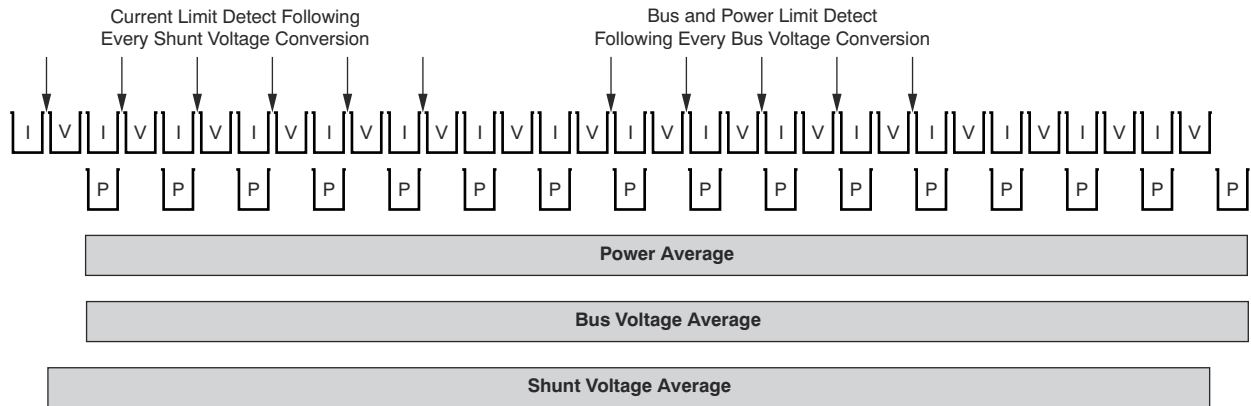 Current Limit Detect Following
Every Shunt Voltage Conversion
Bus and Power Limit Detect
Following Every Bus Voltage Conversion
I V I V I V I V I V I V I V I V I V I V I V I V I V I V I V I V
P P P P P P P P P P P P P P P P
Power Average
Bus Voltage Average
Shunt Voltage Average